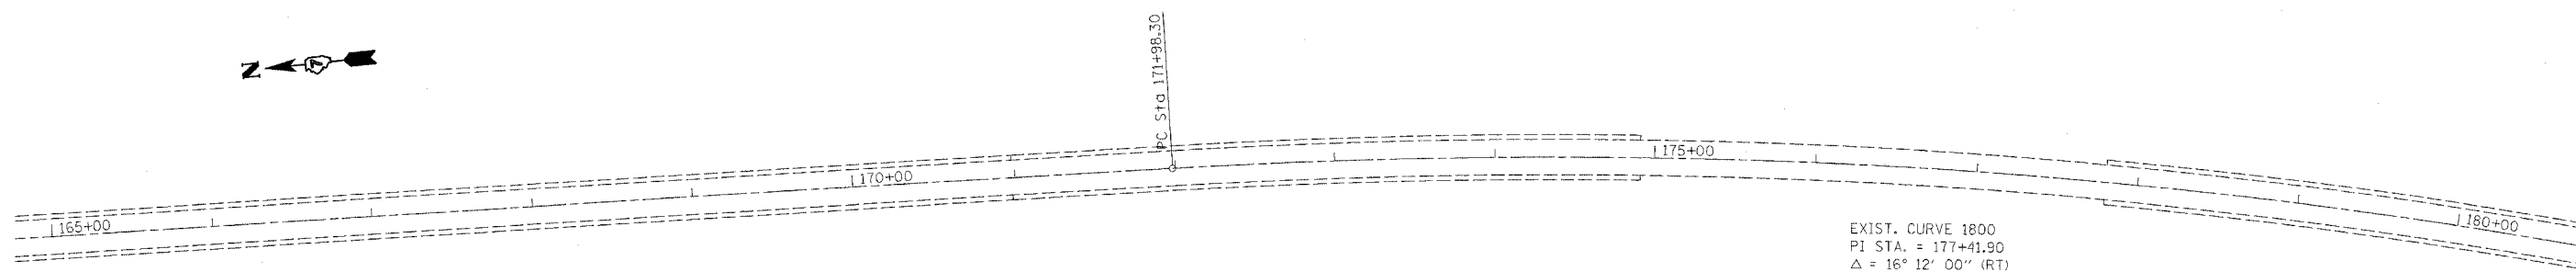 N
PC Sta 171+98.30
165+00
170+00
175+00
180+00
EXIST. CURVE 1800
PI STA. = 177+41.90
Δ = 16° 12' 00" (RT)